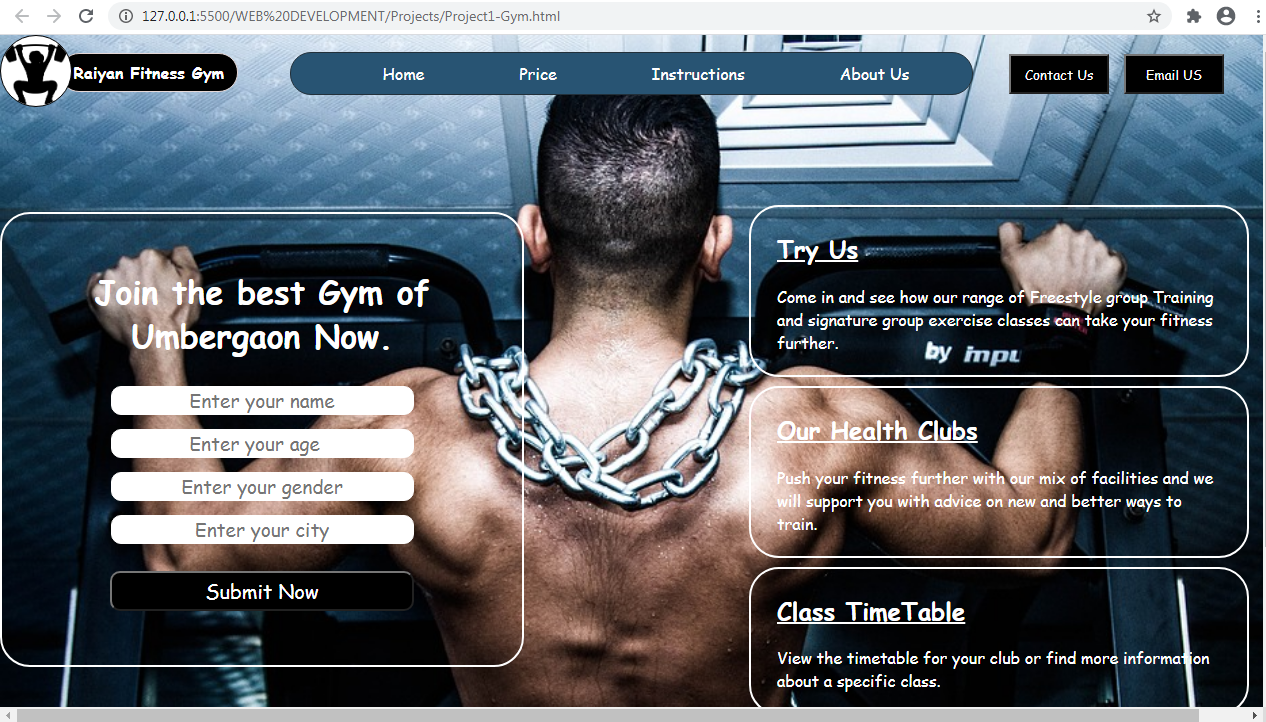 127.0.0.1:5500/WEB%20DEVELOPMENT/Projects/Project1-Gym.html
Raiyan Fitness Gym
Home
Price
Instructions
About Us
Contact Us
Email US
Join the best Gym of
Umbergaon Now.
Enter your name
Enter your age
Enter your gender
Enter your city
Submit Now
Try Us
Come in and see how our range of Freestyle group Training
and signature group exercise classes can take your fitness
further.
by impu
Our Health Clubs
Push your fitness further with our mix of facilities and we
will support you with advice on new and better ways to
train.
Class TimeTable
View the timetable for your club or find more information
about a specific class.